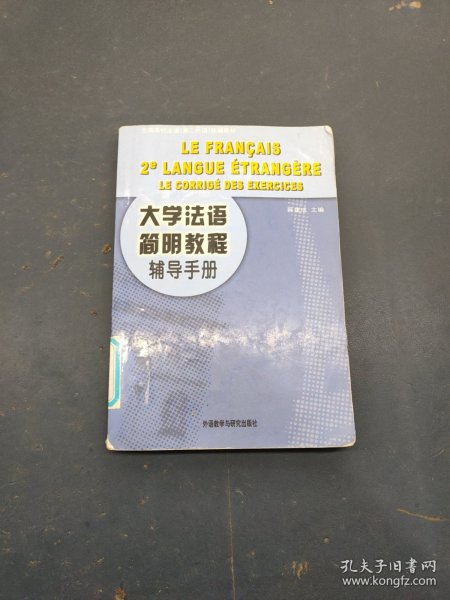 LE FRANÇAIS
2e LANGUE ÉTRANGÈRE
LE CORRIGÉ DES EXERCICES
主编
大学法语
简明教程
辅导手册
外语教学与研究出版社
孔夫子旧书网
www.kongfz.com